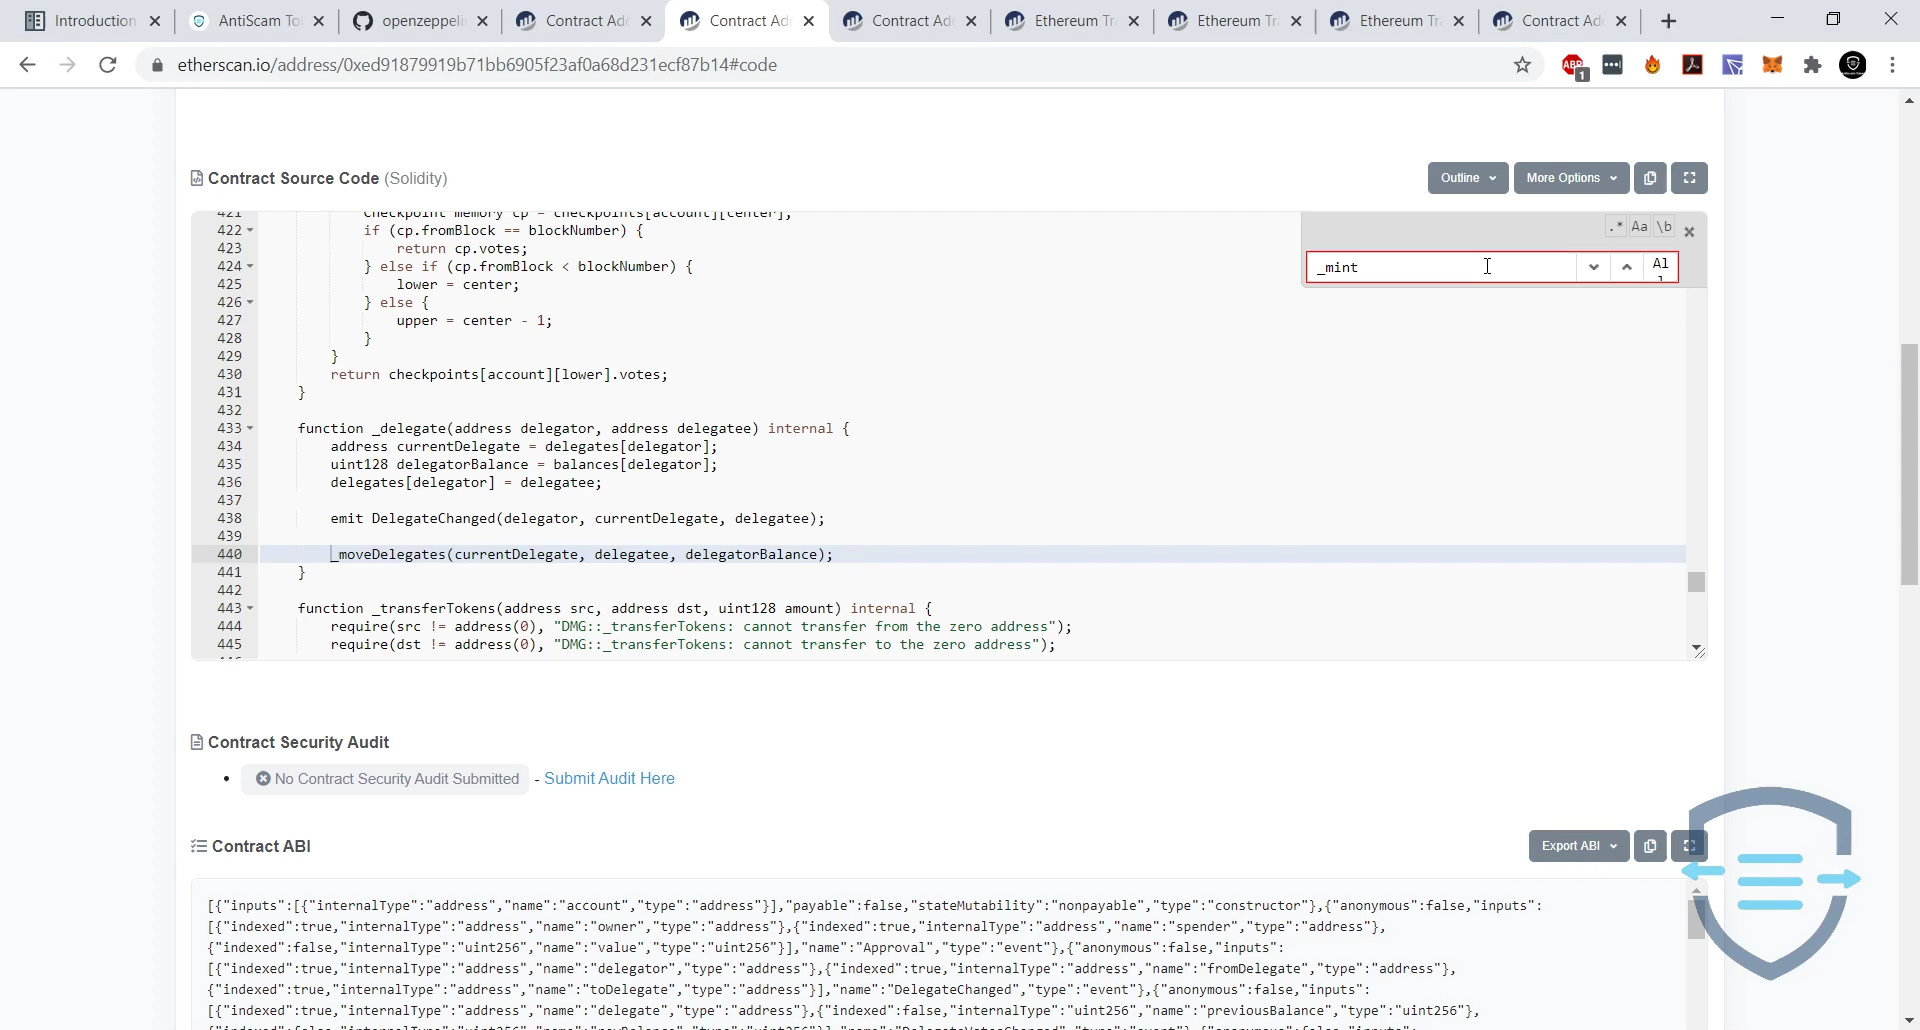 Introduction
AntiScam To
openzeppeli
Contract Ad
Contract Ad
Contract Ad
Ethereum Tr
Ethereum Tr
Ethereum Tr
Contract Ad
etherscan.io/address/0xed91879919b71bb6905f23af0a68d231ecf87b14#code
ABP
1
Contract Source Code (Solidity)
Outline
More Options
.* Aa \b
_mint
Al
421 checkpoint memory cp = checkpoints[account][center];
422 if (cp.fromBlock == blockNumber) {
423 return cp.votes;
424 } else if (cp.fromBlock < blockNumber) {
425 lower = center;
426 } else {
427 upper = center - 1;
428 }
429 }
430 return checkpoints[account][lower].votes;
431 }
432
433 function _delegate(address delegator, address delegatee) internal {
434 address currentDelegate = delegates[delegator];
435 uint128 delegatorBalance = balances[delegator];
436 delegates[delegator] = delegatee;
437
438 emit DelegateChanged(delegator, currentDelegate, delegatee);
439
440 _moveDelegates(currentDelegate, delegatee, delegatorBalance);
441 }
442
443 function _transferTokens(address src, address dst, uint128 amount) internal {
444 require(src != address(0), "DMG::_transferTokens: cannot transfer from the zero address");
445 require(dst != address(0), "DMG::_transferTokens: cannot transfer to the zero address");
Contract Security Audit
No Contract Security Audit Submitted - Submit Audit Here
Contract ABI
Export ABI
[{"inputs":[{"internalType":"address","name":"account","type":"address"}],"payable":false,"stateMutability":"nonpayable","type":"constructor"},{"anonymous":false,"inputs":
[{"indexed":true,"internalType":"address","name":"owner","type":"address"},{"indexed":true,"internalType":"address","name":"spender","type":"address"},
{"indexed":false,"internalType":"uint256","name":"value","type":"uint256"}],"name":"Approval","type":"event"},{"anonymous":false,"inputs":
[{"indexed":true,"internalType":"address","name":"delegator","type":"address"},{"indexed":true,"internalType":"address","name":"fromDelegate","type":"address"},
{"indexed":true,"internalType":"address","name":"toDelegate","type":"address"}],"name":"DelegateChanged","type":"event"},{"anonymous":false,"inputs":
[{"indexed":true,"internalType":"address","name":"delegate","type":"address"},{"indexed":false,"internalType":"uint256","name":"previousBalance","type":"uint256"},